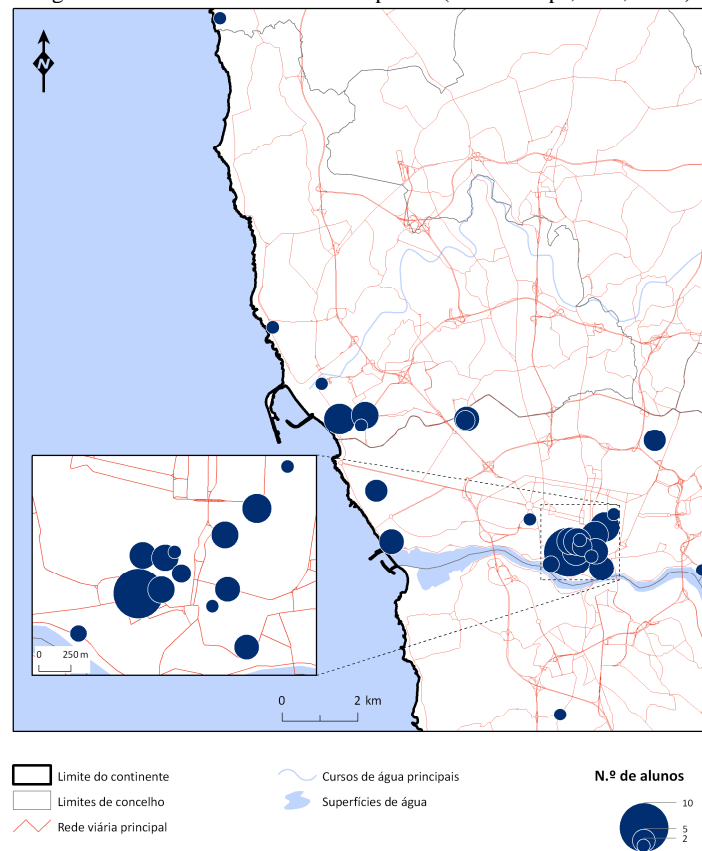 N
0 250 m
0 2 km
Limite do continente
Limites de concelho
Rede viária principal
Cursos de água principais
Superfícies de água
N.º de alunos
10
5
2